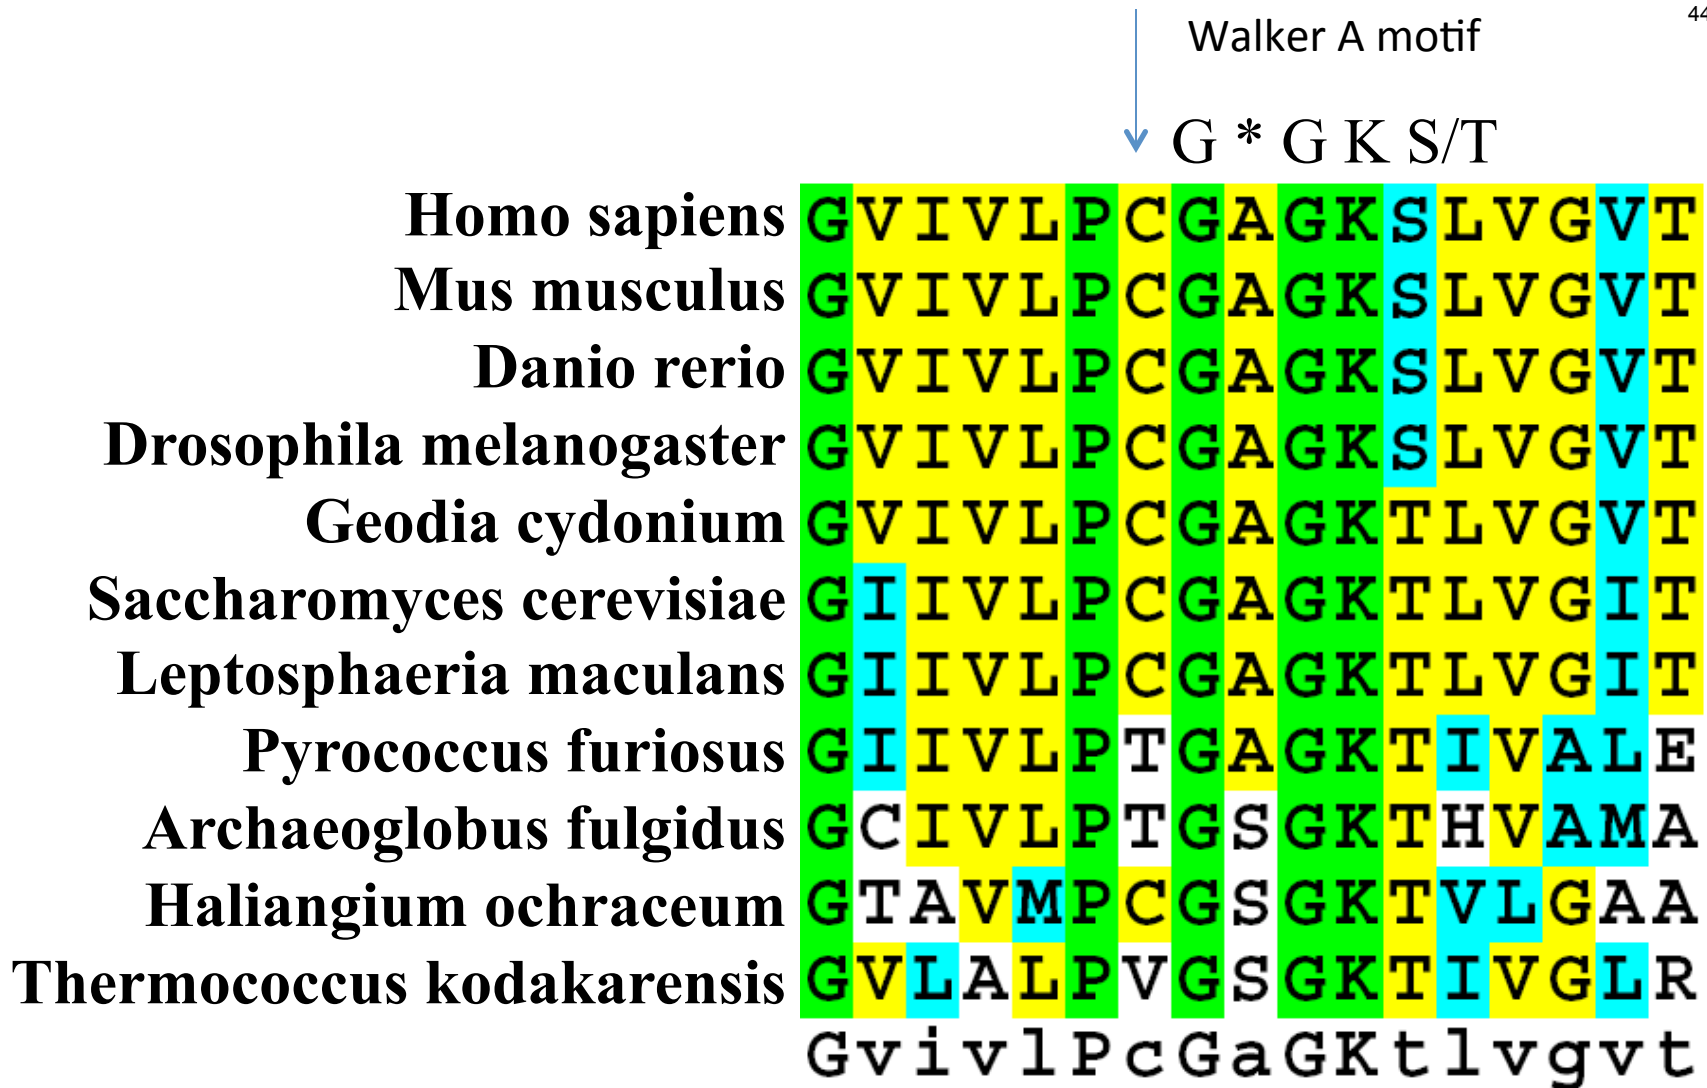 44
Walker A motif
G * G K S/T
Homo sapiens GVIVLPCGAGKSLVGVT
Mus musculus GVIVLPCGAGKSLVGVT
Danio rerio GVIVLPCGAGKSLVGVT
Drosophila melanogaster GVIVLPCGAGKSLVGVT
Geodia cydonium GVIVLPCGAGKTLVGVT
Saccharomyces cerevisiae GIIVLPCGAGKTLVGIT
Leptosphaeria maculans GIIVLPCGAGKTLVGIT
Pyrococcus furiosus GIIVLPTGAGKTIVALE
Archaeoglobus fulgidus GCIVLPTGSGKTHVAMA
Haliangium ochraceum GTAVMPCGSGKTVLGAA
Thermococcus kodakarensis GVLALPVGSGKTIVGLR
GvivlPcGaGKtlvgvt